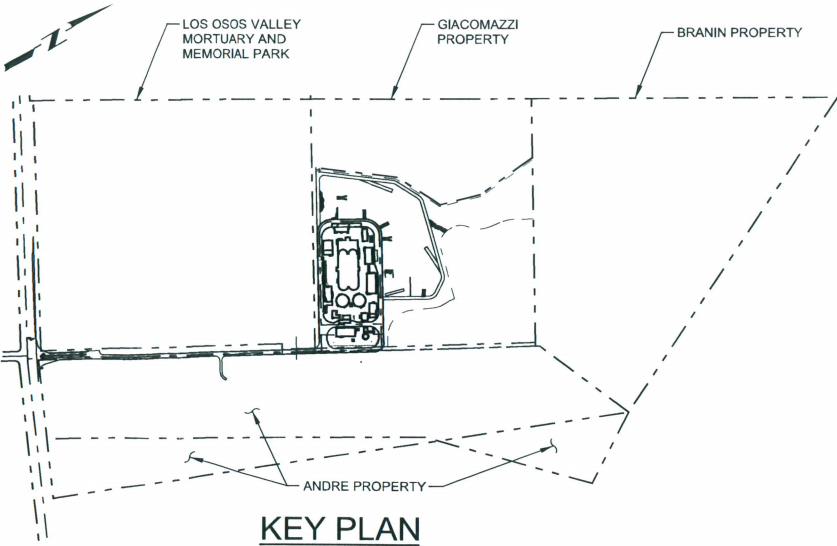 LOS OSOS VALLEY
MORTUARY AND
MEMORIAL PARK
GIACOMAZZI
PROPERTY
BRANIN PROPERTY
N
ANDRE PROPERTY
KEY PLAN